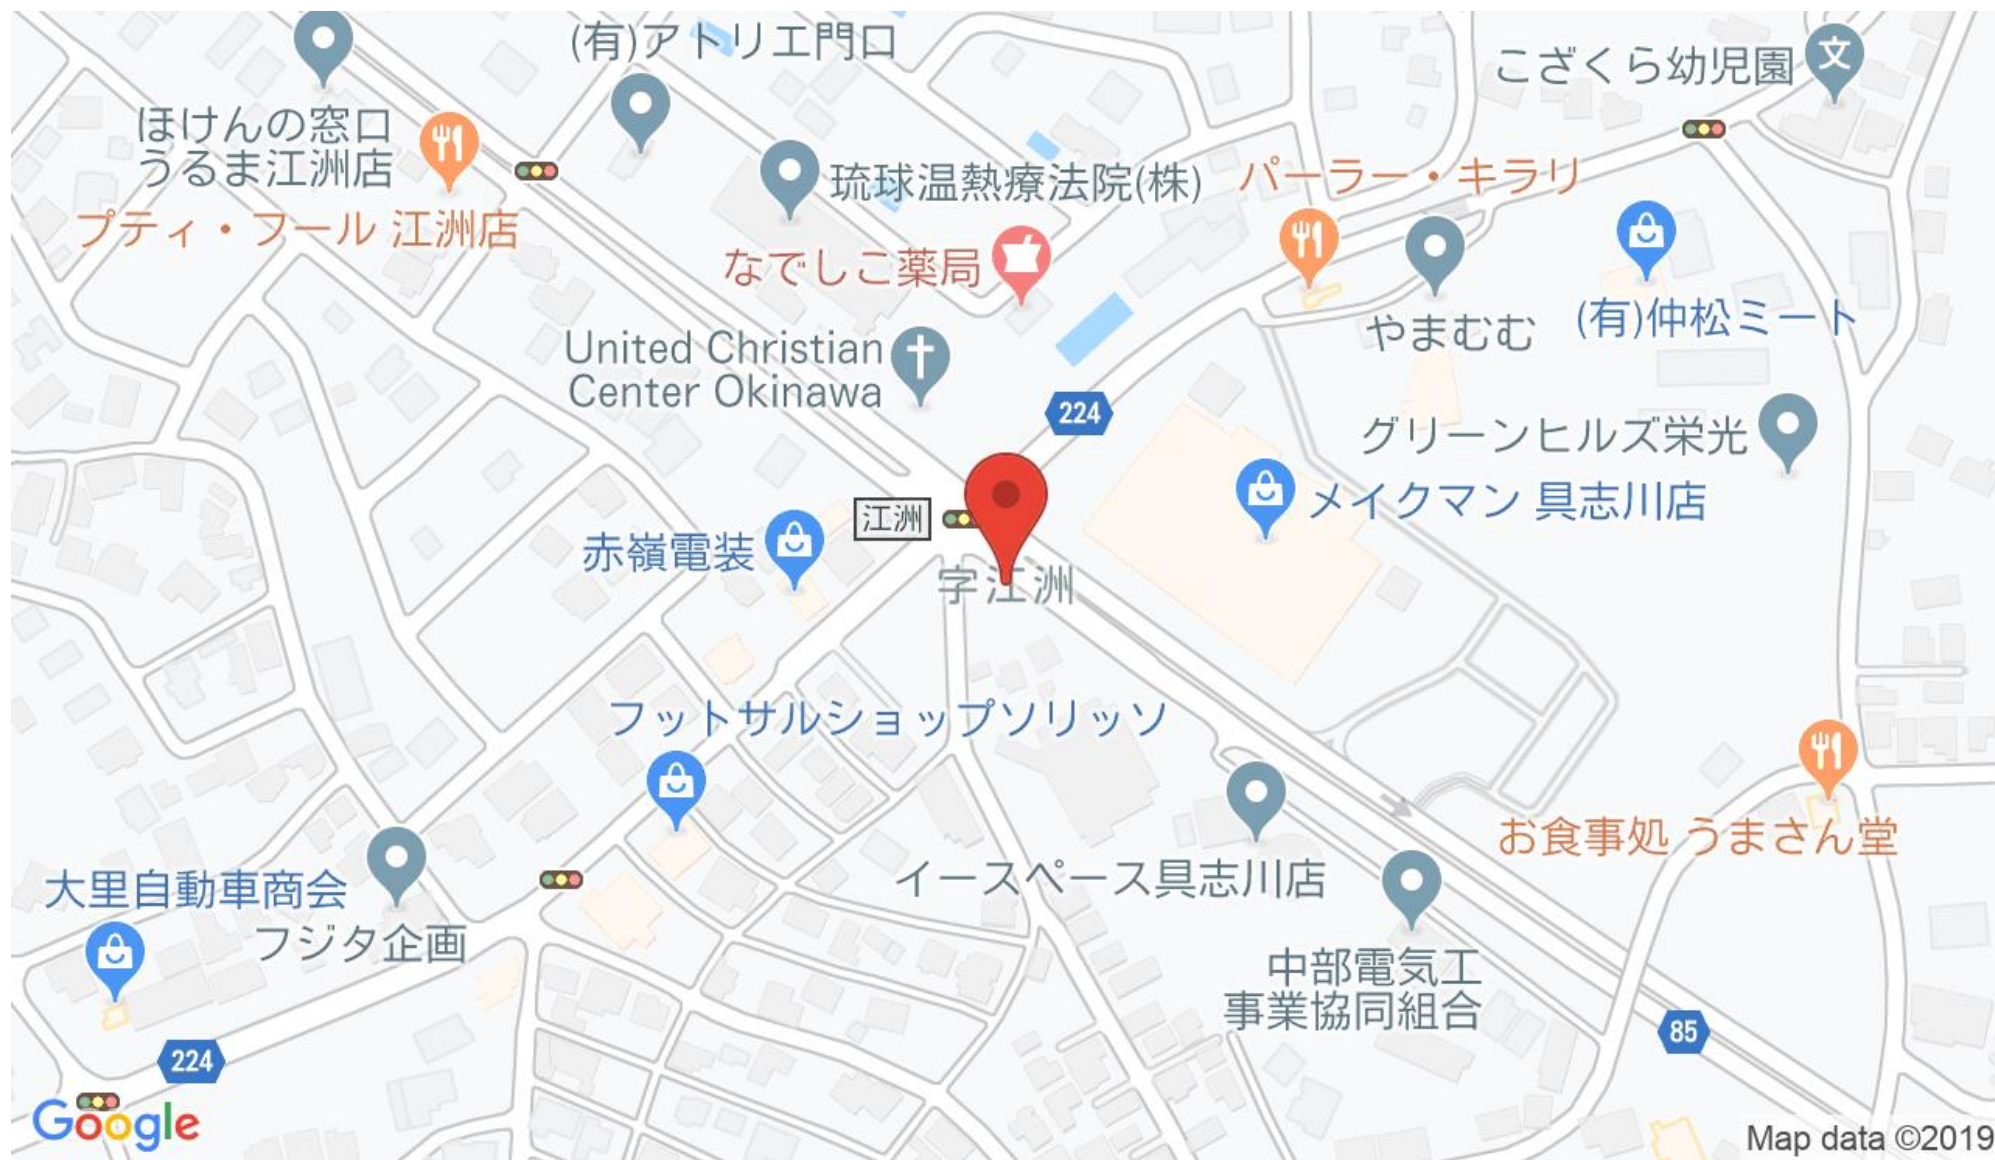 (有)アトリエ門口
こざくら幼児園
文
ほけんの窓口
うるま江洲店
プティ・フール 江洲店
琉球温熱療法院(株)
パーラー・キラリ
なでしこ薬局
やまむむ
(有)仲松ミート
United Christian
Center Okinawa
224
グリーンヒルズ栄光
メイクマン 具志川店
江洲
赤嶺電装
字江洲
フットサルショップソリッソ
お食事処 うまさん堂
イースペース具志川店
大里自動車商会
フジタ企画
中部電気工
事業協同組合
85
224
Google
Map data ©2019